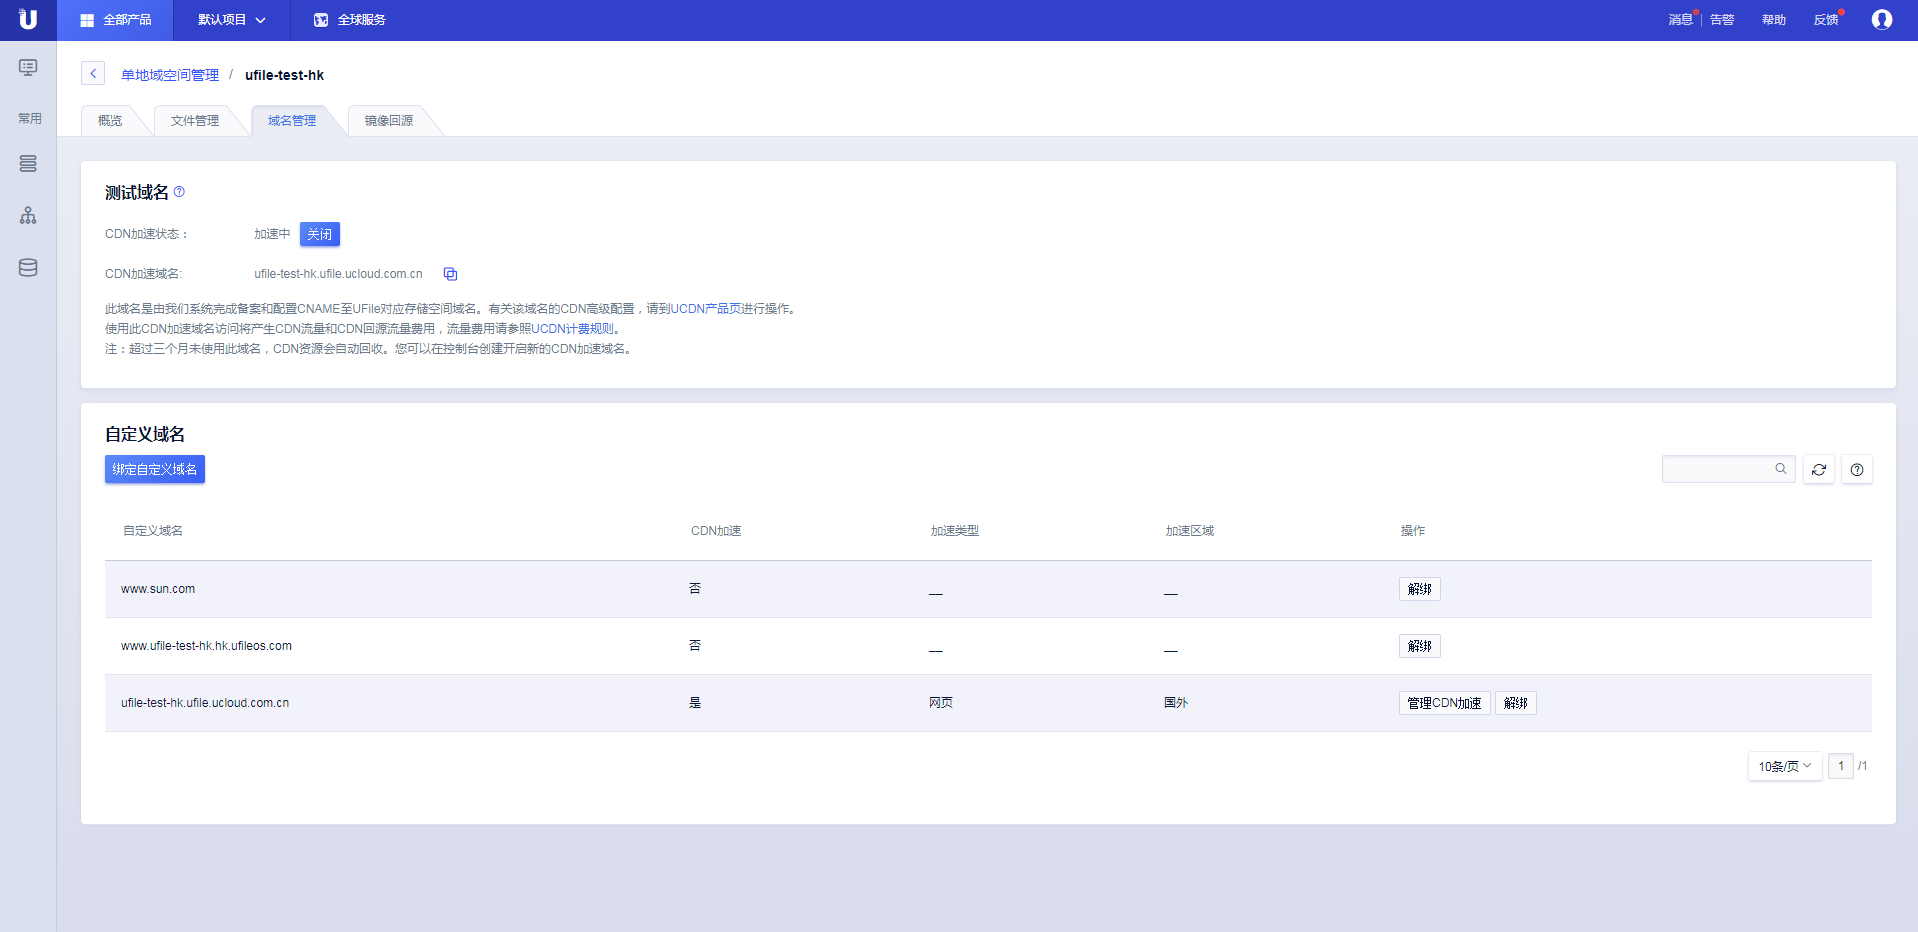 全部产品
默认项目
全球服务
消息
告警
帮助
反馈
常用
单地域空间管理 / ufile-test-hk
概览
文件管理
域名管理
镜像回源
测试域名
CDN加速状态：
加速中
关闭
CDN加速域名:
ufile-test-hk.ufile.ucloud.com.cn
此域名是由我们系统完成备案和配置CNAME至UFile对应存储空间域名。有关该域名的CDN高级配置，请到UCDN产品页进行操作。
使用此CDN加速域名访问将产生CDN流量和CDN回源流量费用，流量费用请参照UCDN计费规则。
注：超过三个月未使用此域名，CDN资源会自动回收。您可以在控制台创建开启新的CDN加速域名。
自定义域名
绑定自定义域名
自定义域名 CDN加速 加速类型 加速区域 操作
www.sun.com 否 __ __ 解绑
www.ufile-test-hk.hk.ufileos.com 否 __ __ 解绑
ufile-test-hk.ufile.ucloud.com.cn 是 网页 国外 管理CDN加速 解绑
10条/页 1 /1